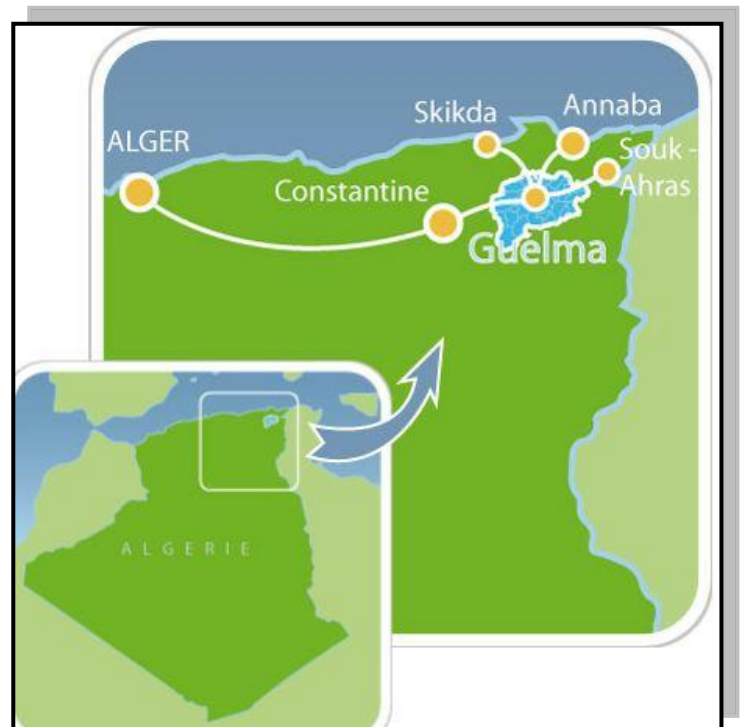 Skikda
Annaba
ALGER
Souk -
Ahras
Constantine
Guelma
ALGERIE